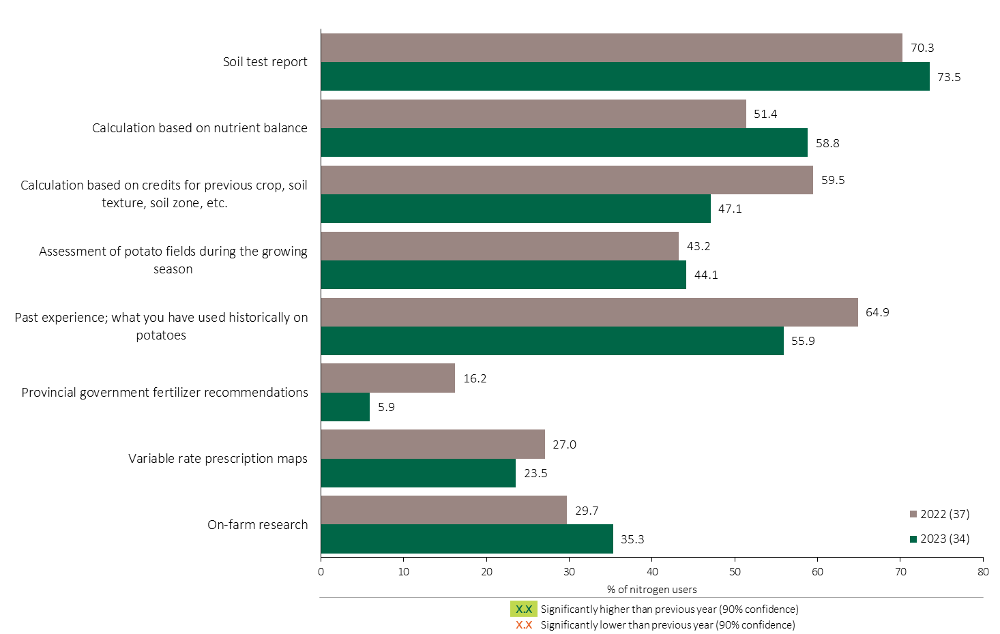 Soil test report
70.3
73.5
Calculation based on nutrient balance
51.4
58.8
Calculation based on credits for previous crop, soil
texture, soil zone, etc.
59.5
47.1
Assessment of potato fields during the growing
season
43.2
44.1
Past experience; what you have used historically on
potatoes
64.9
55.9
Provincial government fertilizer recommendations
16.2
5.9
Variable rate prescription maps
27.0
23.5
On-farm research
29.7
35.3
2022 (37)
2023 (34)
0 10 20 30 40 50 60 70 80
% of nitrogen users
X.X Significantly higher than previous year (90% confidence)
X.X Significantly lower than previous year (90% confidence)